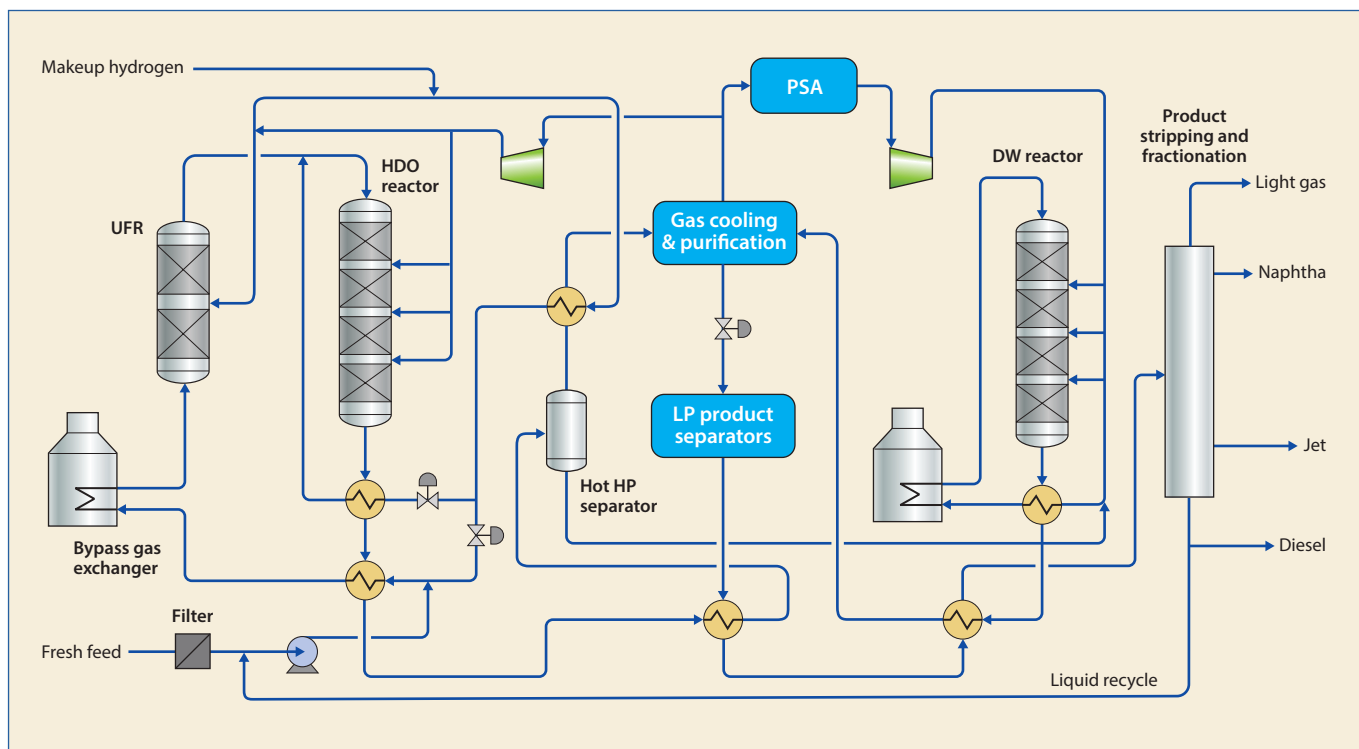 Makeup hydrogen
PSA
Product
stripping and
fractionation
HDO
reactor
DW reactor
Light gas
UFR
Gas cooling
& purification
Naphtha
LP product
separators
Jet
Hot HP
separator
Bypass gas
exchanger
Diesel
Filter
Fresh feed
Liquid recycle